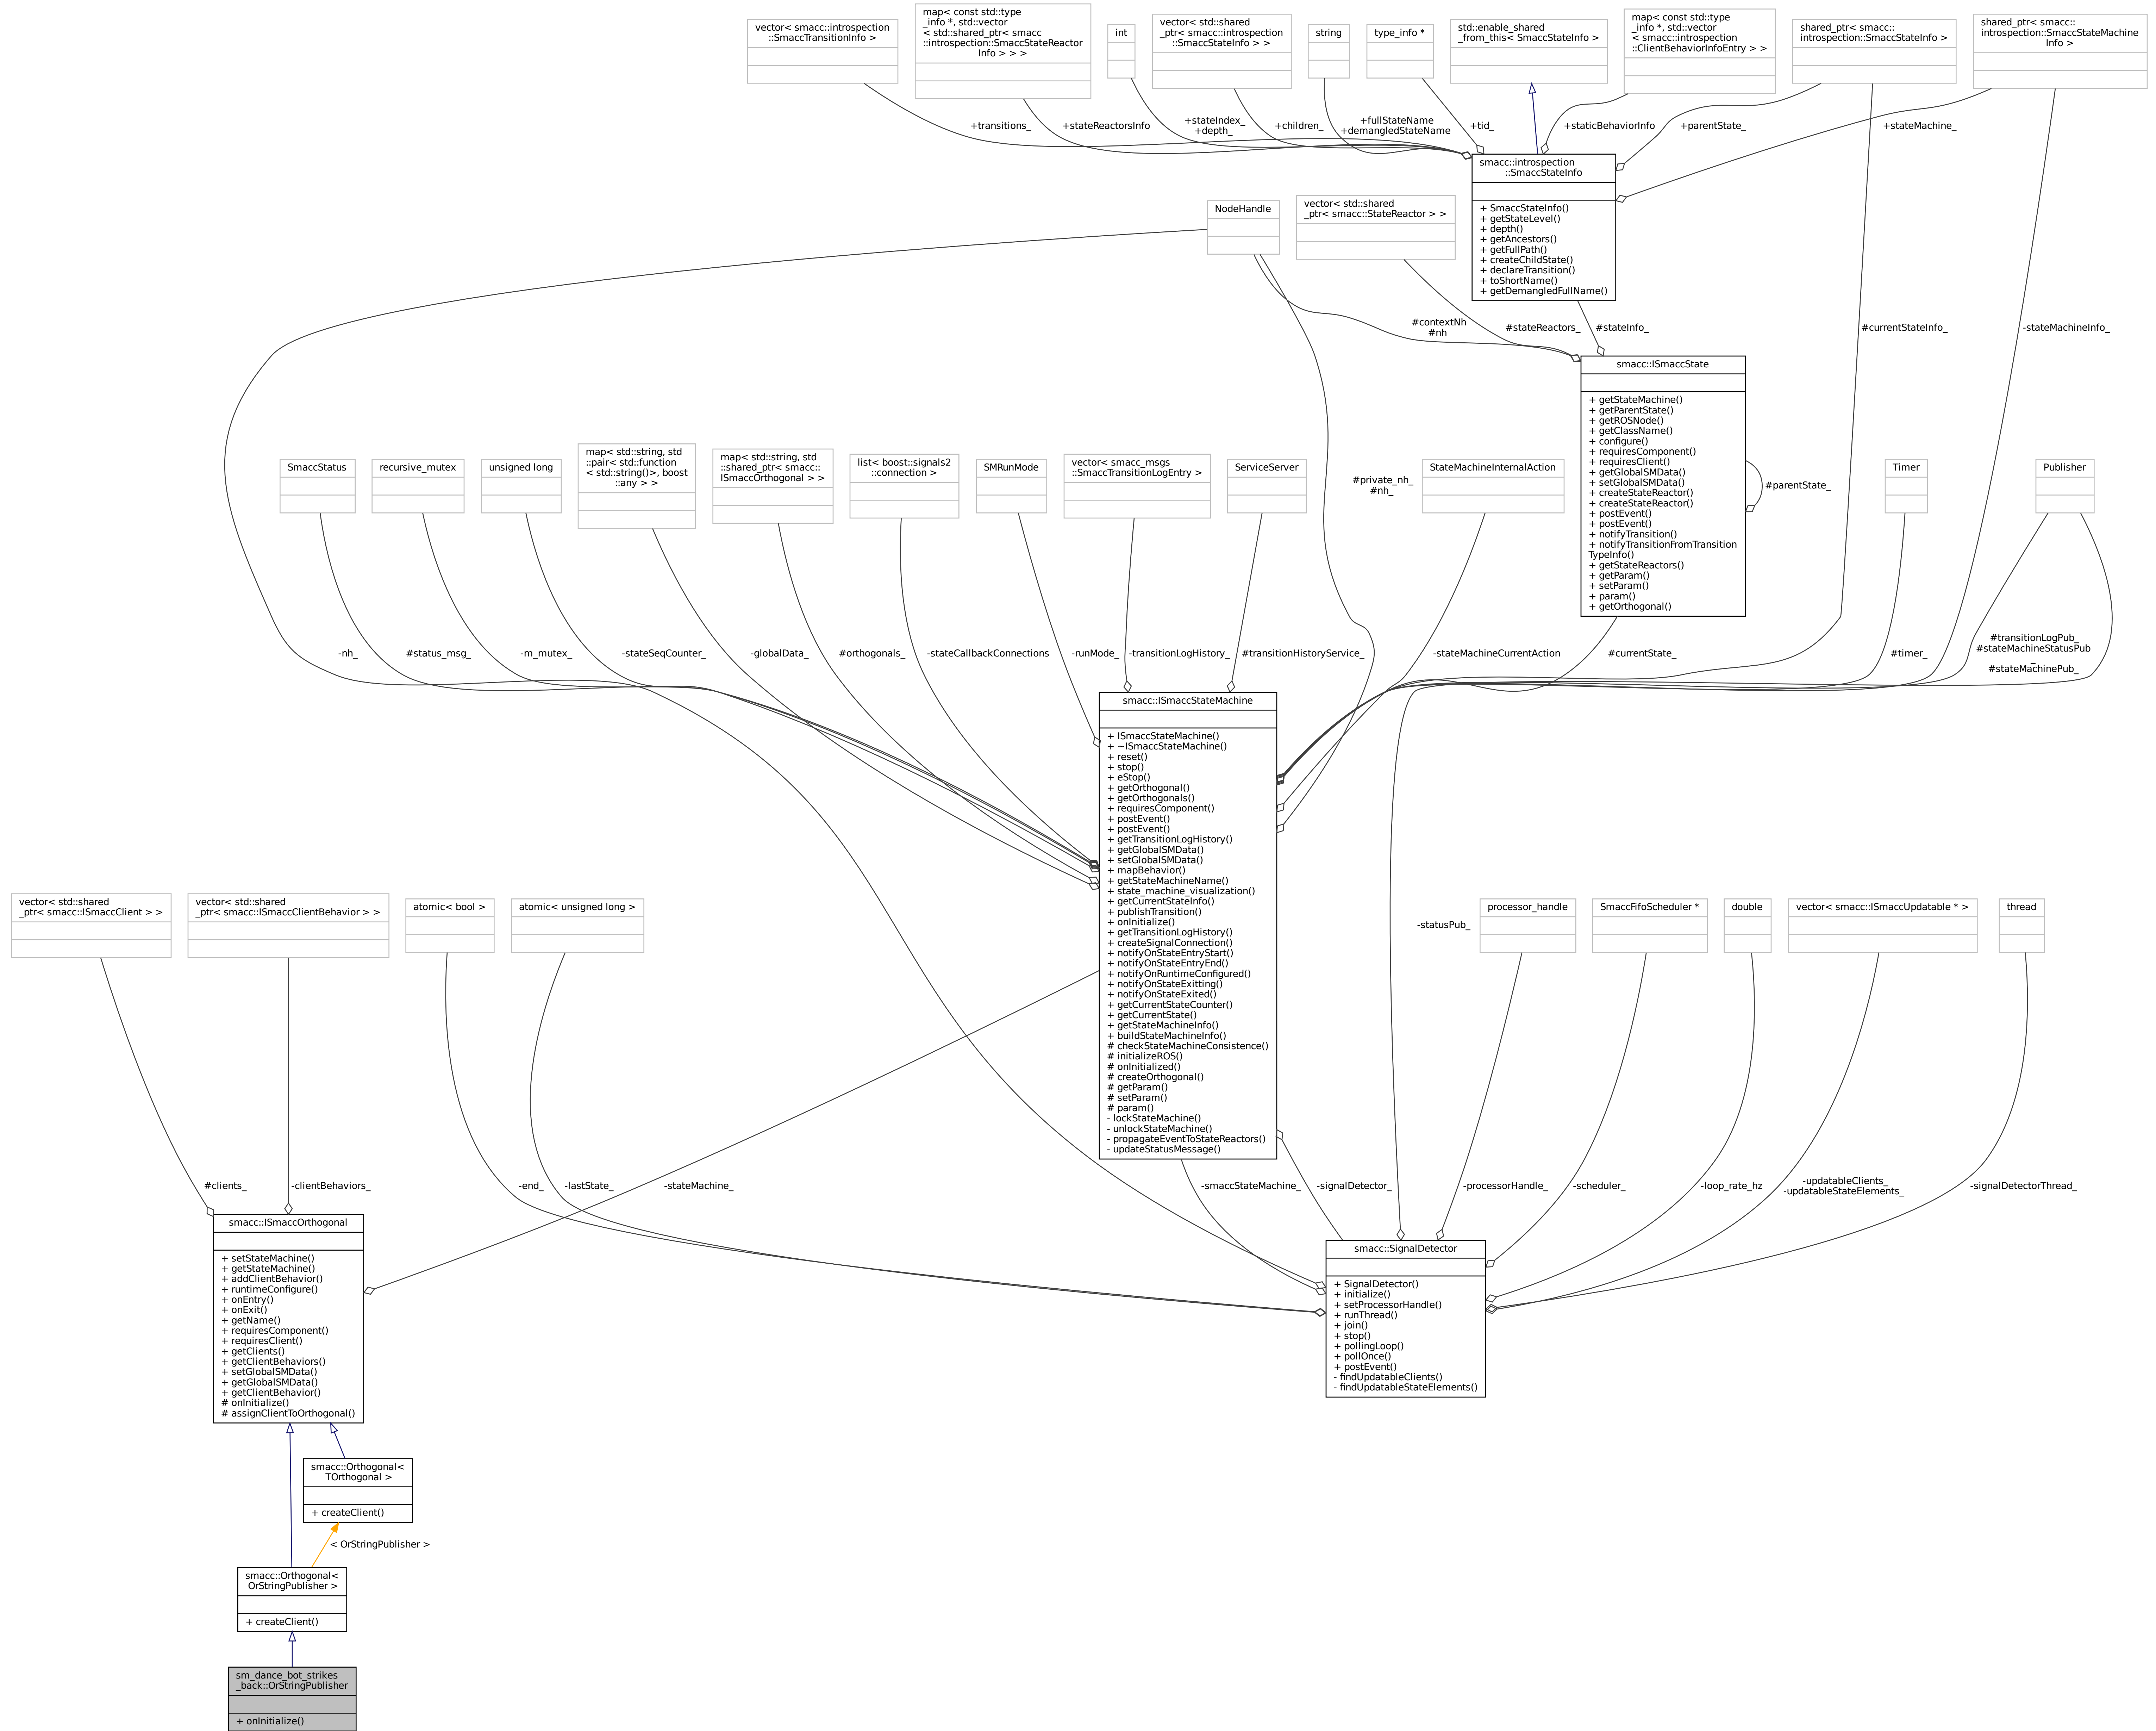 vector< smacc::introspection
::SmaccTransitionInfo >
map< const std::type
_info *, std::vector
< std::shared_ptr< smacc
::introspection::SmaccStateReactor
Info > > >
int
vector< std::shared
_ptr< smacc::introspection
::SmaccStateInfo > >
string
type_info *
std::enable_shared
_from_this< SmaccStateInfo >
map< const std::type
_info *, std::vector
< smacc::introspection
::ClientBehaviorInfoEntry > >
shared_ptr< smacc::
introspection::SmaccStateInfo >
shared_ptr< smacc::
introspection::SmaccStateMachine
Info >
+transitions_
+stateReactorsInfo
+stateIndex_
+depth_
+children_
+fullStateName
+demangledStateName
+tid_
+staticBehaviorInfo
+parentState_
+stateMachine_
smacc::introspection
::SmaccStateInfo
+ SmaccStateInfo()
+ getStateLevel()
+ depth()
+ getAncestors()
+ getFullPath()
+ createChildState()
+ declareTransition()
+ toShortName()
+ getDemangledFullName()
NodeHandle
vector< std::shared
_ptr< smacc::StateReactor > >
#contextNh
#nh
#stateReactors_
#stateInfo_
#currentStateInfo_
-stateMachineInfo_
smacc::ISmaccState
+ getStateMachine()
+ getParentState()
+ getROSNode()
+ getClassName()
+ configure()
+ requiresComponent()
+ requiresClient()
+ getGlobalSMData()
+ setGlobalSMData()
+ createStateReactor()
+ createStateReactor()
+ postEvent()
+ postEvent()
+ notifyTransition()
+ notifyTransitionFromTransition
TypeInfo()
+ getStateReactors()
+ getParam()
+ setParam()
+ param()
+ getOrthogonal()
#parentState_
SmaccStatus
recursive_mutex
unsigned long
map< std::string, std
::pair< std::function
< std::string()>, boost
::any > >
map< std::string, std
::shared_ptr< smacc::
ISmaccOrthogonal > >
list< boost::signals2
::connection >
SMRunMode
vector< smacc_msgs
::SmaccTransitionLogEntry >
ServiceServer
#private_nh_
#nh_
StateMachineInternalAction
Timer
Publisher
-nh_
#status_msg_
-m_mutex_
-stateSeqCounter_
-globalData_
#orthogonals_
-stateCallbackConnections
-runMode_
-transitionLogHistory_
#transitionHistoryService_
-stateMachineCurrentAction
#currentState_
#timer_
#transitionLogPub_
#stateMachineStatusPub
_
#stateMachinePub_
smacc::ISmaccStateMachine
+ ISmaccStateMachine()
+ ~ISmaccStateMachine()
+ reset()
+ stop()
+ eStop()
+ getOrthogonal()
+ getOrthogonals()
+ requiresComponent()
+ postEvent()
+ postEvent()
+ getTransitionLogHistory()
+ getGlobalSMData()
+ setGlobalSMData()
+ mapBehavior()
+ getStateMachineName()
+ state_machine_visualization()
+ getCurrentStateInfo()
+ publishTransition()
+ onInitialize()
+ getTransitionLogHistory()
+ createSignalConnection()
+ notifyOnStateEntryStart()
+ notifyOnStateEntryEnd()
+ notifyOnRuntimeConfigured()
+ notifyOnStateExitting()
+ notifyOnStateExited()
+ getCurrentStateCounter()
+ getCurrentState()
+ getStateMachineInfo()
+ buildStateMachineInfo()
# checkStateMachineConsistence()
# initializeROS()
# onInitialized()
# createOrthogonal()
# getParam()
# setParam()
# param()
- lockStateMachine()
- unlockStateMachine()
- propagateEventToStateReactors()
- updateStatusMessage()
vector< std::shared
_ptr< smacc::ISmaccClient > >
vector< std::shared
_ptr< smacc::ISmaccClientBehavior > >
atomic< bool >
atomic< unsigned long >
-statusPub_
processor_handle
SmaccFifoScheduler *
double
vector< smacc::ISmaccUpdatable * >
thread
#clients_
-clientBehaviors_
-end_
-lastState_
-stateMachine_
-smaccStateMachine_
-signalDetector_
-processorHandle_
-scheduler_
-loop_rate_hz
-updatableClients_
-updatableStateElements_
-signalDetectorThread_
smacc::ISmaccOrthogonal
+ setStateMachine()
+ getStateMachine()
+ addClientBehavior()
+ runtimeConfigure()
+ onEntry()
+ onExit()
+ getName()
+ requiresComponent()
+ requiresClient()
+ getClients()
+ getClientBehaviors()
+ setGlobalSMData()
+ getGlobalSMData()
+ getClientBehavior()
# onInitialize()
# assignClientToOrthogonal()
smacc::SignalDetector
+ SignalDetector()
+ initialize()
+ setProcessorHandle()
+ runThread()
+ join()
+ stop()
+ pollingLoop()
+ pollOnce()
+ postEvent()
- findUpdatableClients()
- findUpdatableStateElements()
smacc::Orthogonal<
TOrthogonal >
+ createClient()
< OrStringPublisher >
smacc::Orthogonal<
OrStringPublisher >
+ createClient()
sm_dance_bot_strikes
_back::OrStringPublisher
+ onInitialize()